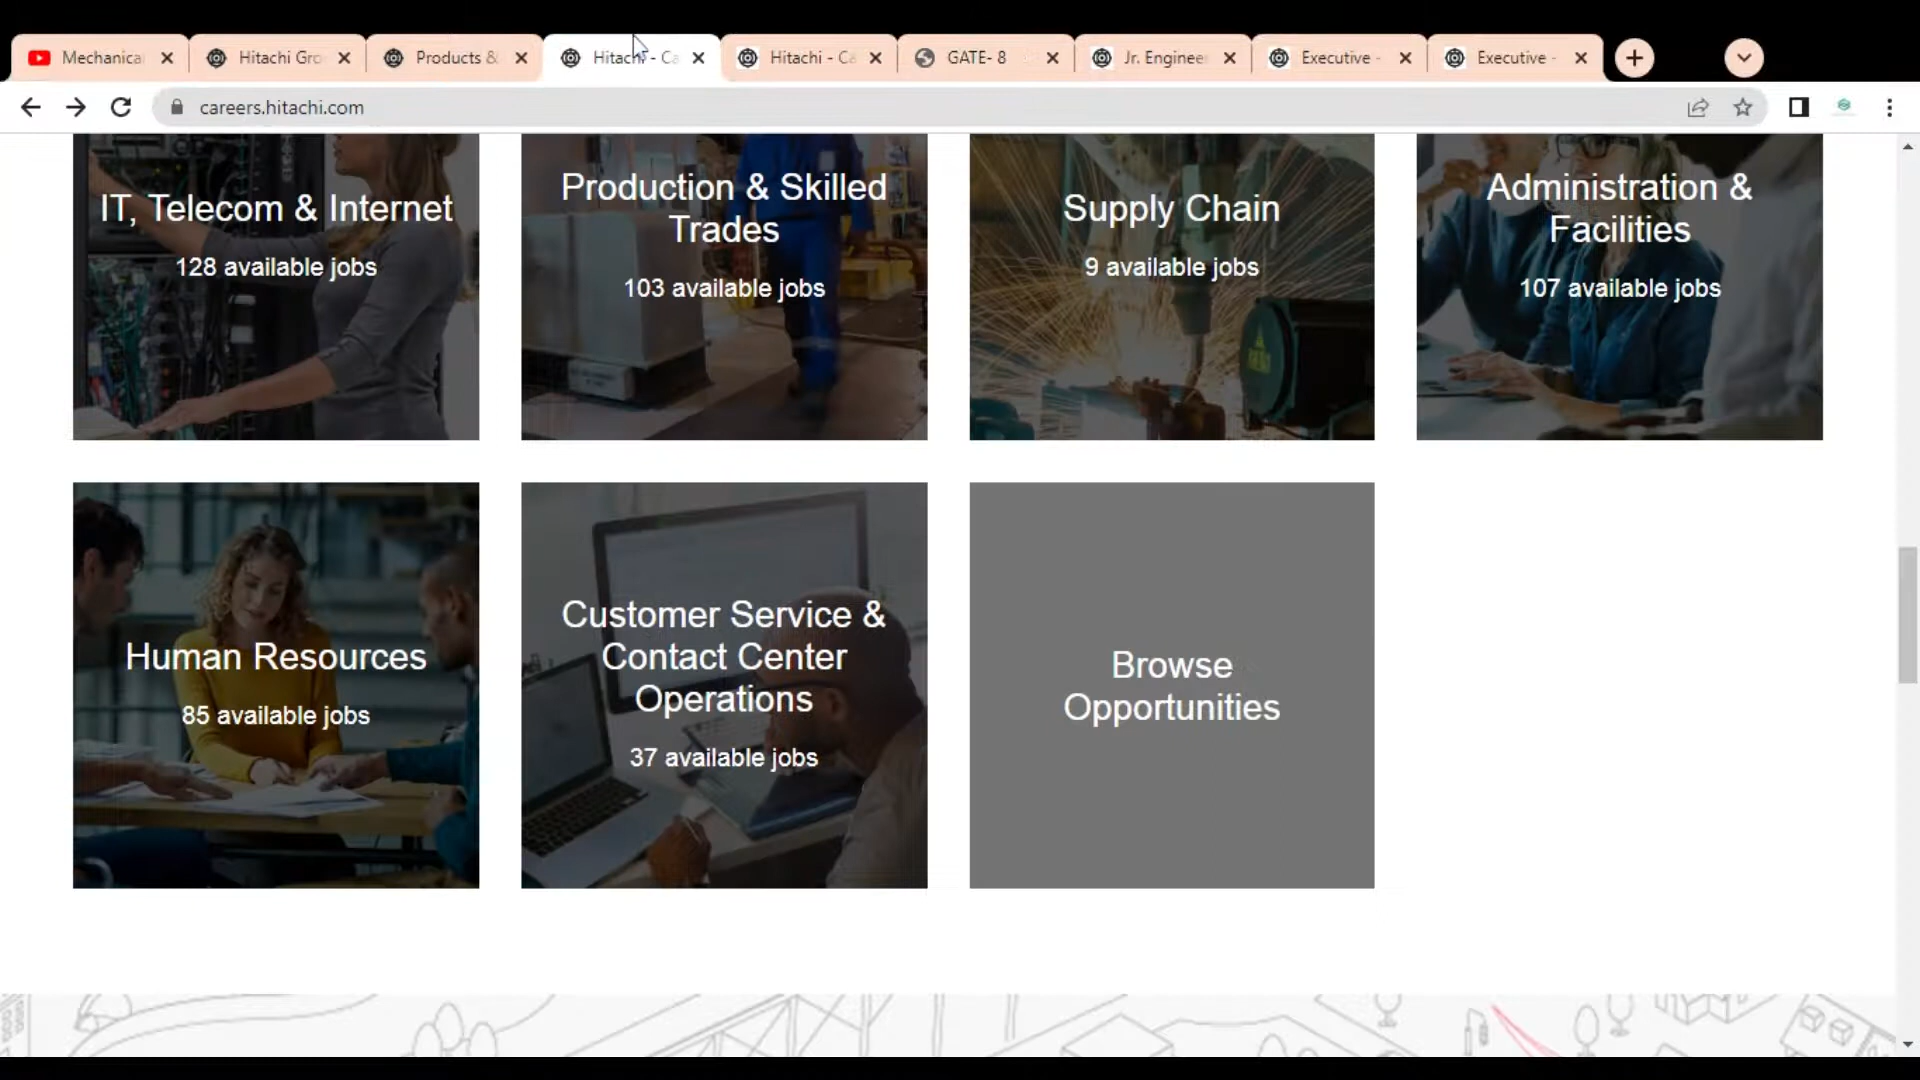 Mechanica
Hitachi Gro
Products &
Hitachi - Ca
Hitachi - Ca
GATE- 8
Jr. Enginee
Executive -
Executive -
careers.hitachi.com
IT, Telecom & Internet
128 available jobs
Production & Skilled
Trades
103 available jobs
Supply Chain
9 available jobs
Administration &
Facilities
107 available jobs
Human Resources
85 available jobs
Customer Service &
Contact Center
Operations
37 available jobs
Browse
Opportunities